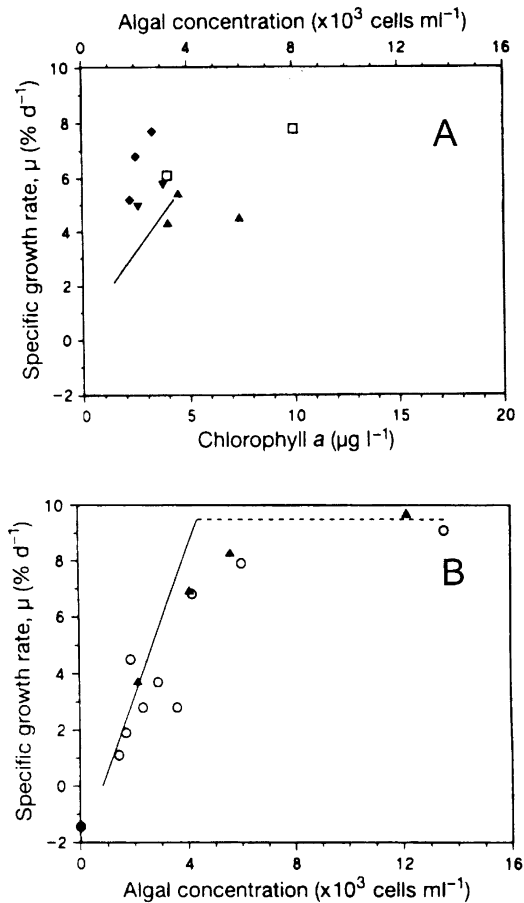 Algal concentration (x10³ cells ml⁻¹)
0 4 8 12 16
Specific growth rate, μ (% d⁻¹)
10
8
6
4
2
0
−2
A
0 5 10 15 20
Chlorophyll a (μg l⁻¹)
Specific growth rate, μ (% d⁻¹)
10
8
6
4
2
0
−2
B
0 4 8 12 16
Algal concentration (x10³ cells ml⁻¹)